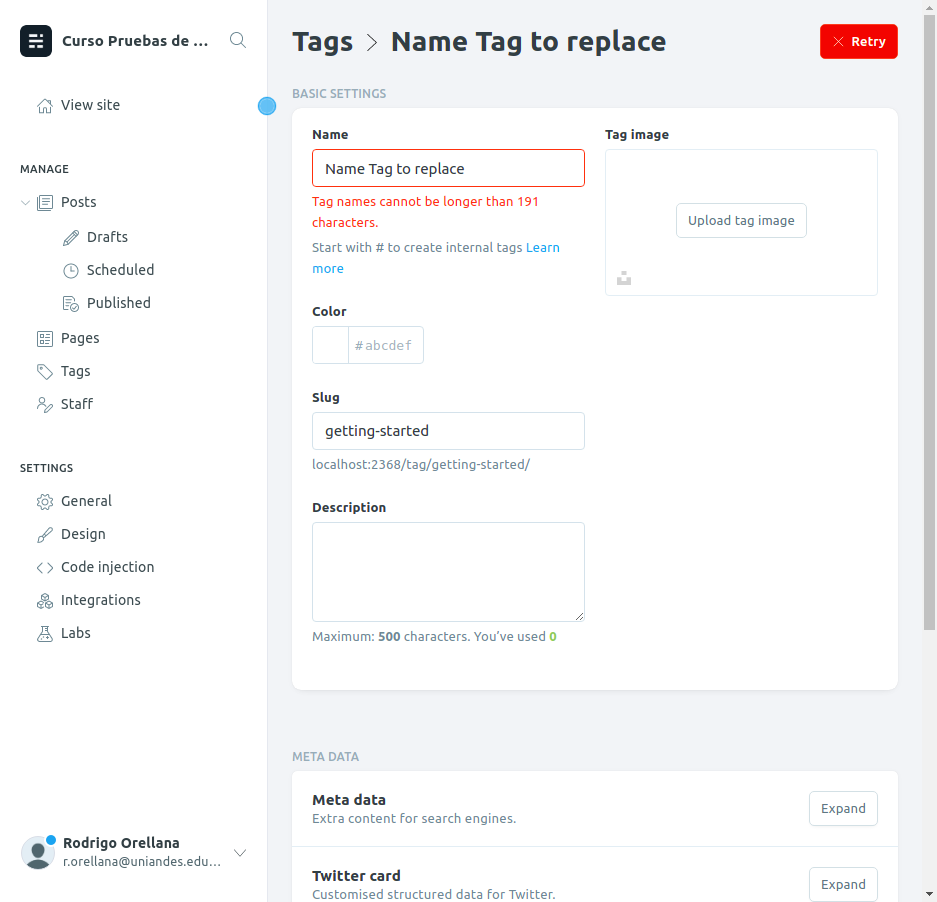 Curso Pruebas de ...
View site
MANAGE
Posts
Drafts
Scheduled
Published
Pages
Tags
Staff
SETTINGS
General
Design
Code injection
Integrations
Labs
Rodrigo Orellana
r.orellana@uniandes.edu...
Tags > Name Tag to replace
Retry
BASIC SETTINGS
Name
Name Tag to replace
Tag names cannot be longer than 191
characters.
Start with # to create internal tags Learn
more
Tag image
Upload tag image
Color
#abcdef
Slug
getting-started
localhost:2368/tag/getting-started/
Description
Maximum: 500 characters. You’ve used 0
META DATA
Meta data
Extra content for search engines.
Expand
Twitter card
Customised structured data for Twitter.
Expand